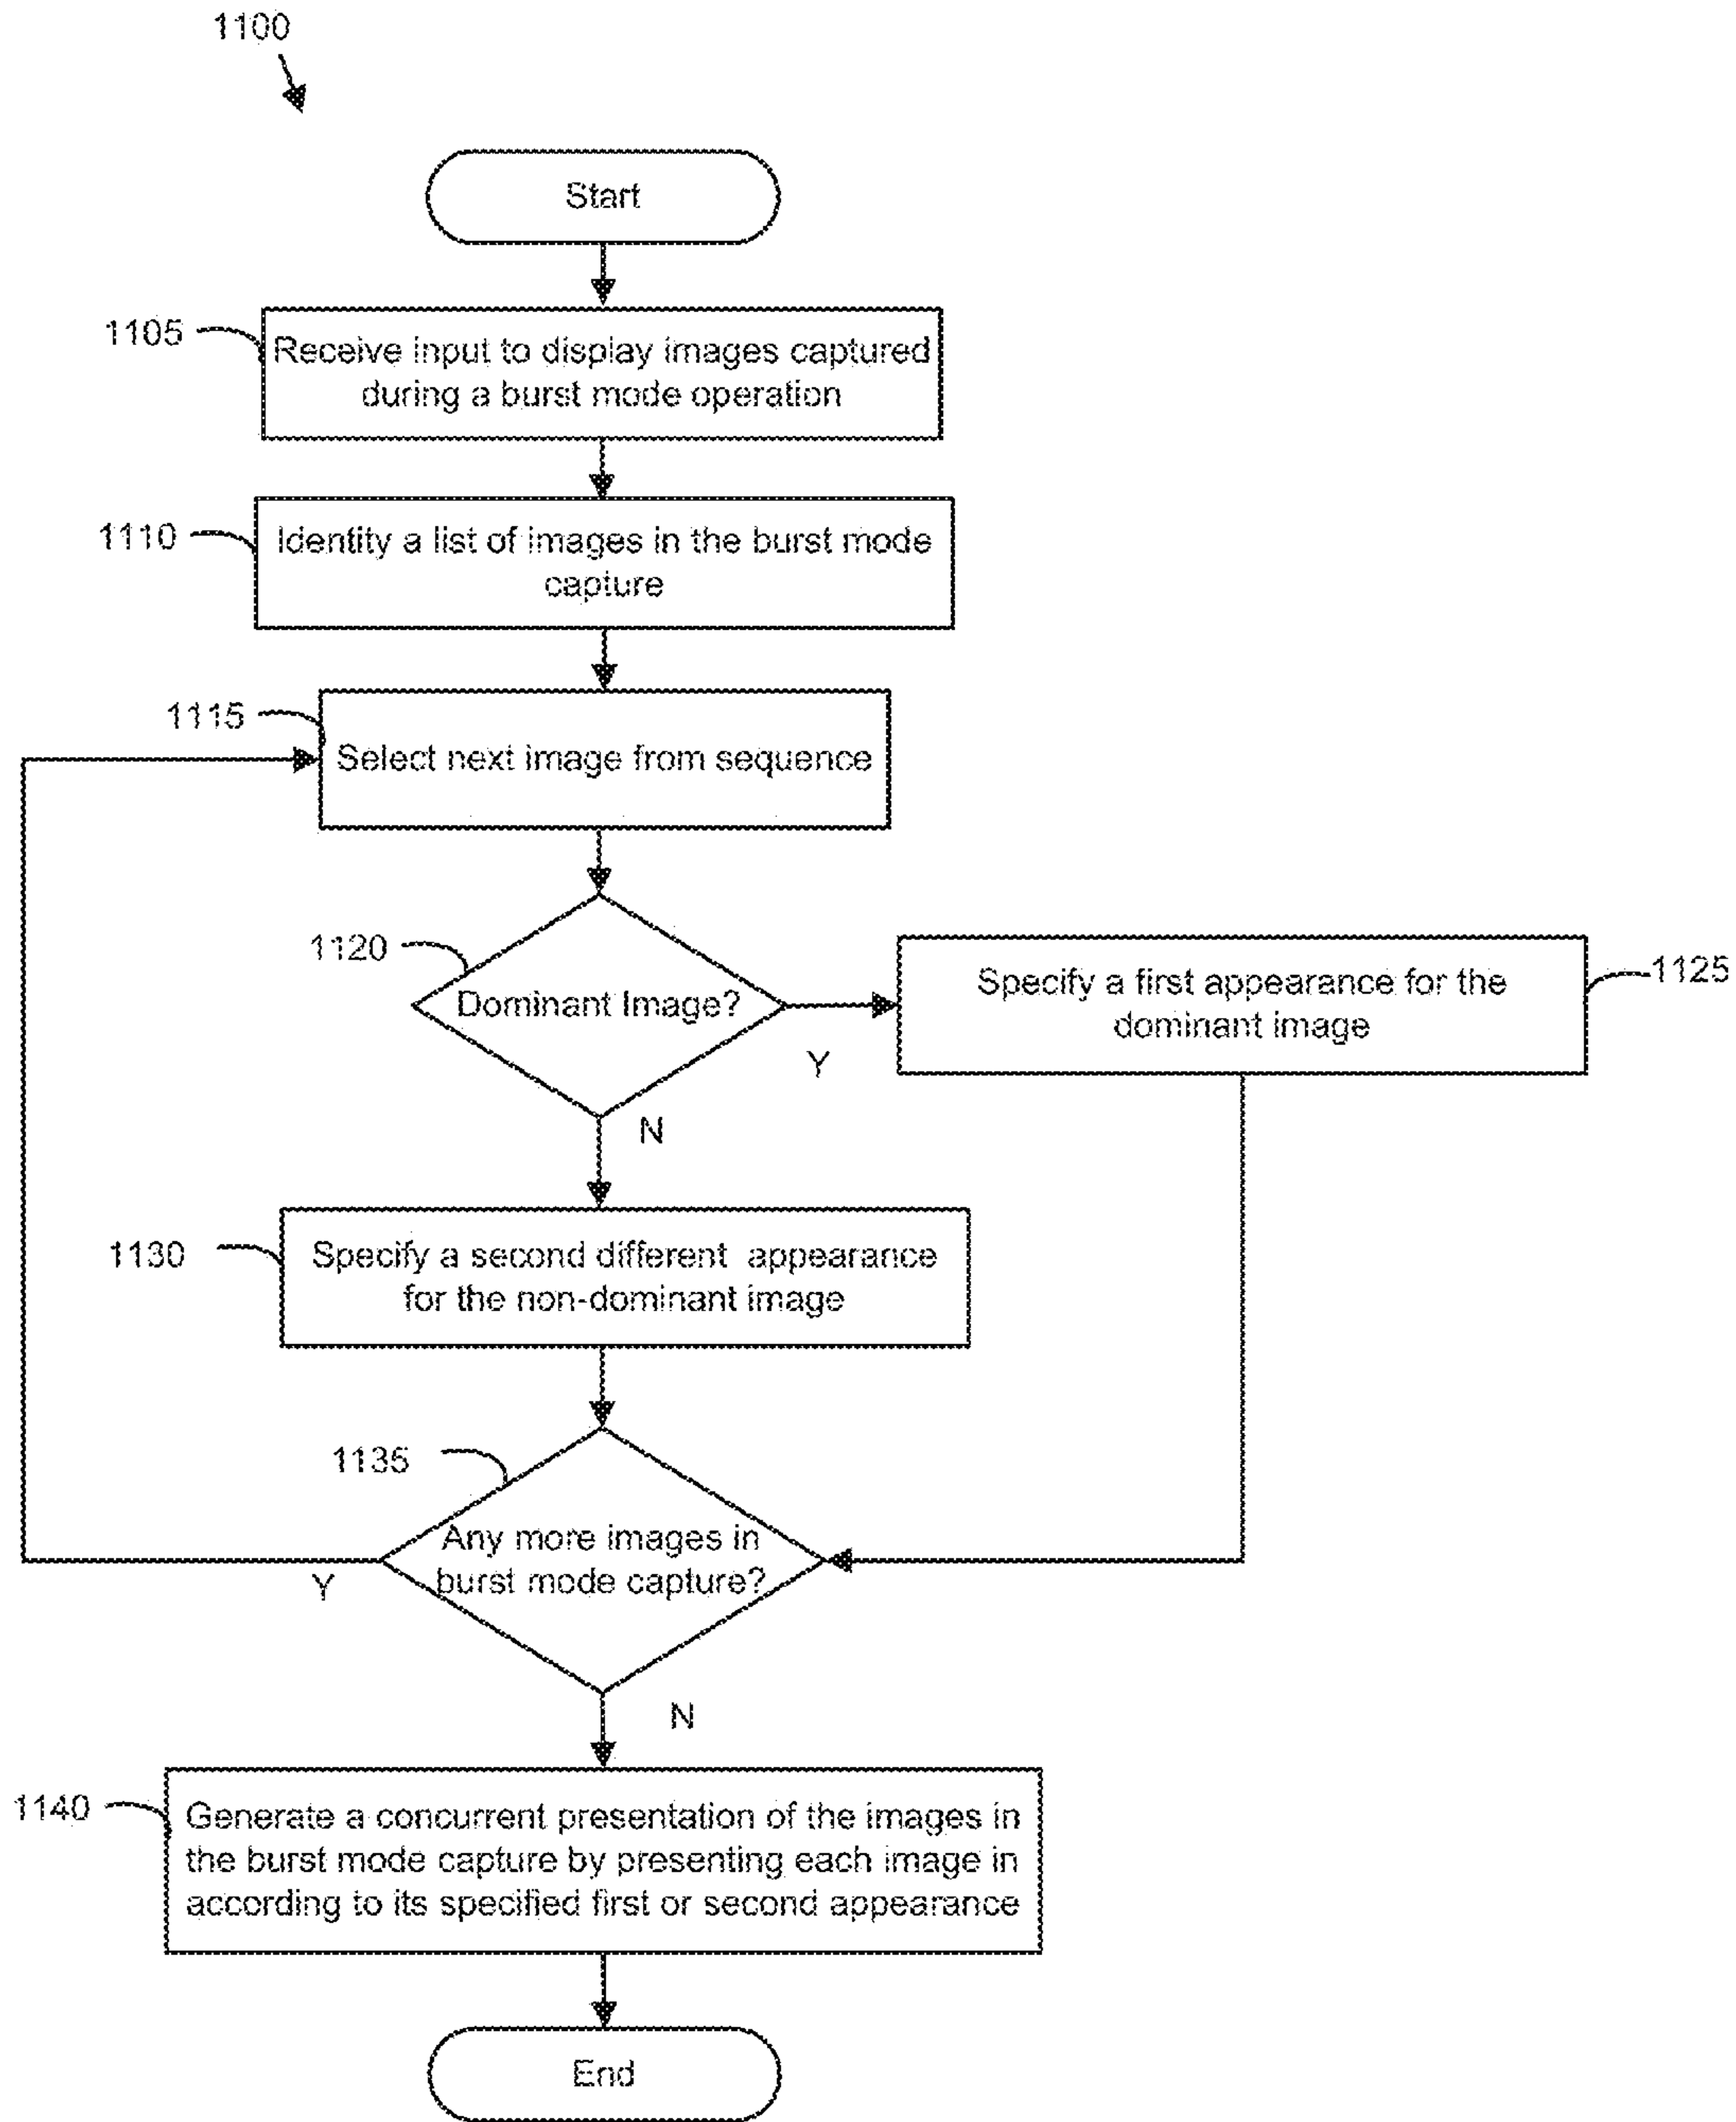 1100
Start
1105
Receive input to display images captured
during a burst mode operation
1110
Identity a list of images in the burst mode
capture
1115
Select next image from sequence
1120
Dominant Image?
Y
Specify a first appearance for the
dominant image
1125
N
1130
Specify a second different appearance
for the non-dominant image
1135
Any more images in
burst mode capture?
Y
N
1140
Generate a concurrent presentation of the images in
the burst mode capture by presenting each image in
according to its specified first or second appearance
End